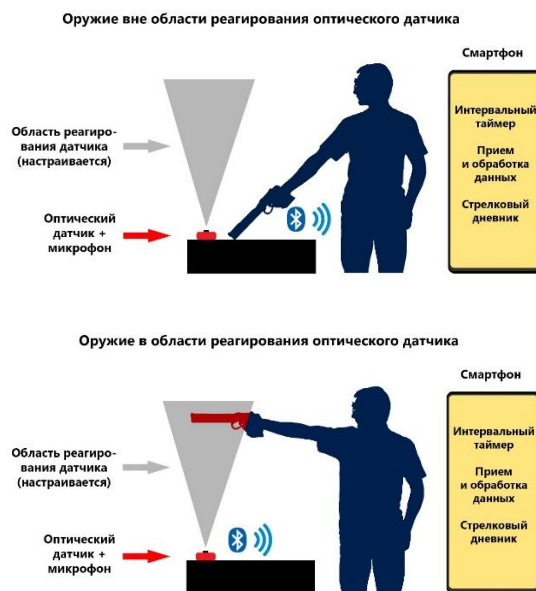 Оружие вне области реагирования оптического датчика
Смартфон
Область реагиро-
вания датчика
(настраивается)
Оптический
датчик +
микрофон
Интервальный
таймер
Прием
и обработка
данных
Стрелковый
дневник
Оружие в области реагирования оптического датчика
Смартфон
Область реагиро-
вания датчика
(настраивается)
Оптический
датчик +
микрофон
Интервальный
таймер
Прием
и обработка
данных
Стрелковый
дневник